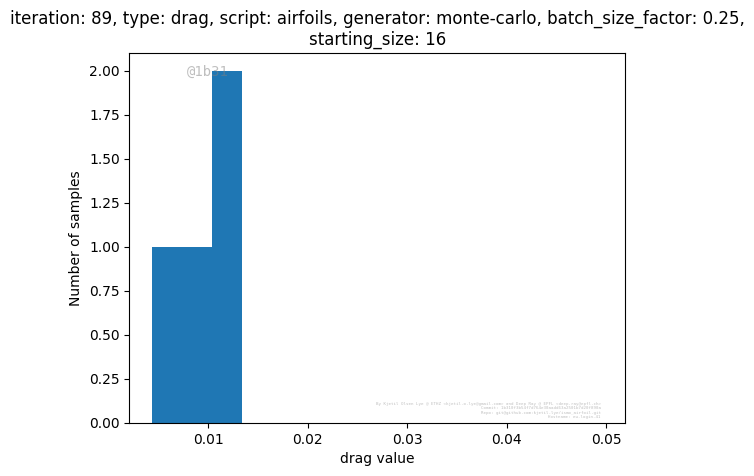 iteration: 89, type: drag, script: airfoils, generator: monte-carlo, batch_size_factor: 0.25,
starting_size: 16
@1b31
2.00
1.75
1.50
1.25
1.00
0.75
0.50
0.25
0.00
Number of samples
0.01
0.02
0.03
0.04
0.05
drag value